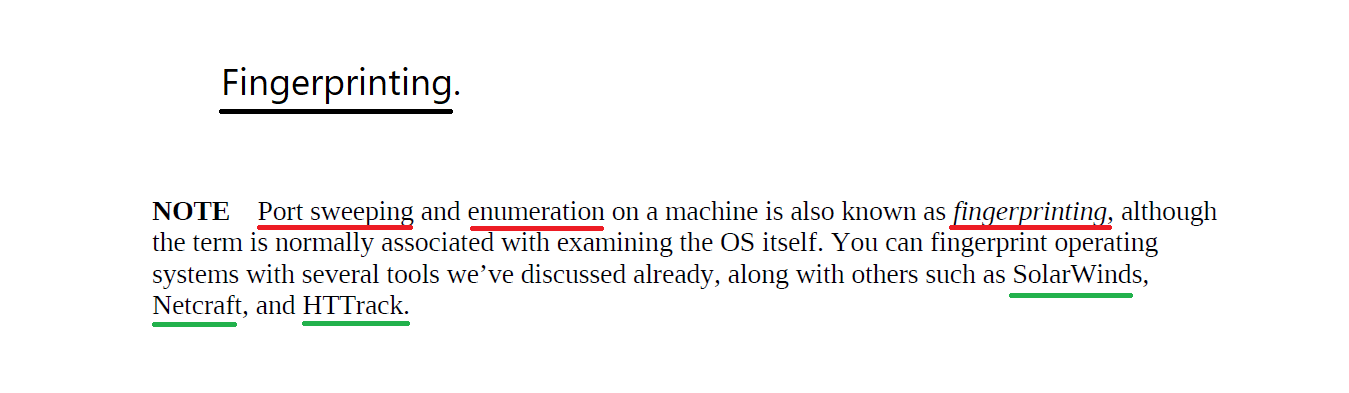 Fingerprinting.
NOTE Port sweeping and enumeration on a machine is also known as fingerprinting, although
the term is normally associated with examining the OS itself. You can fingerprint operating
systems with several tools we’ve discussed already, along with others such as SolarWinds,
Netcraft, and HTTrack.